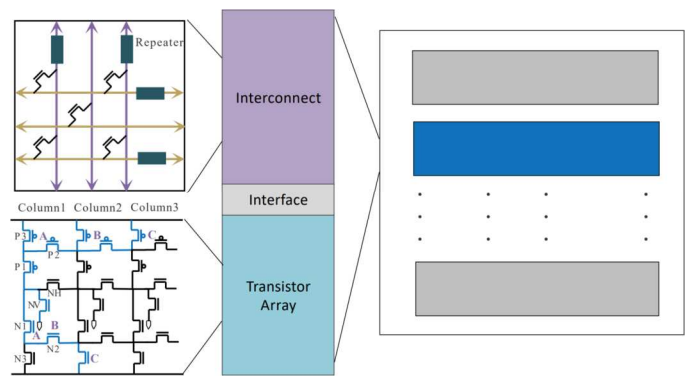 Repeater
Interconnect
Interface
Transistor
Array
Column1 Column2 Column3
P3 A B C
P2
P1
NH
NV
N1
A B
N2 C
N3